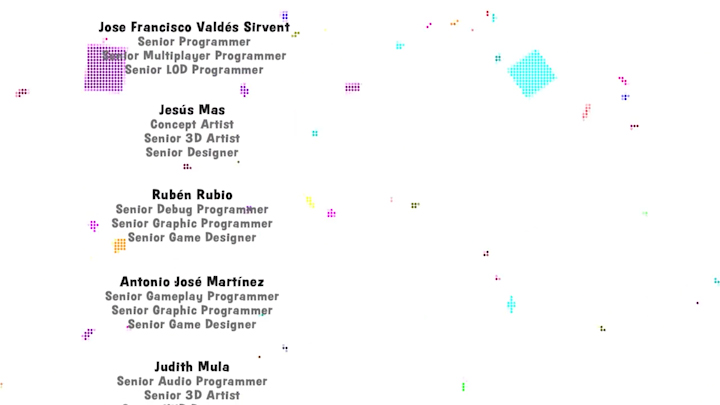 Jose Francisco Valdés Sirvent
Senior Programmer
Senior Multiplayer Programmer
Senior LOD Programmer
Jesús Mas
Concept Artist
Senior 3D Artist
Senior Designer
Rubén Rubio
Senior Debug Programmer
Senior Graphic Programmer
Senior Game Designer
Antonio José Martínez
Senior Gameplay Programmer
Senior Graphic Programmer
Senior Game Designer
Judith Mula
Senior Audio Programmer
Senior 3D Artist